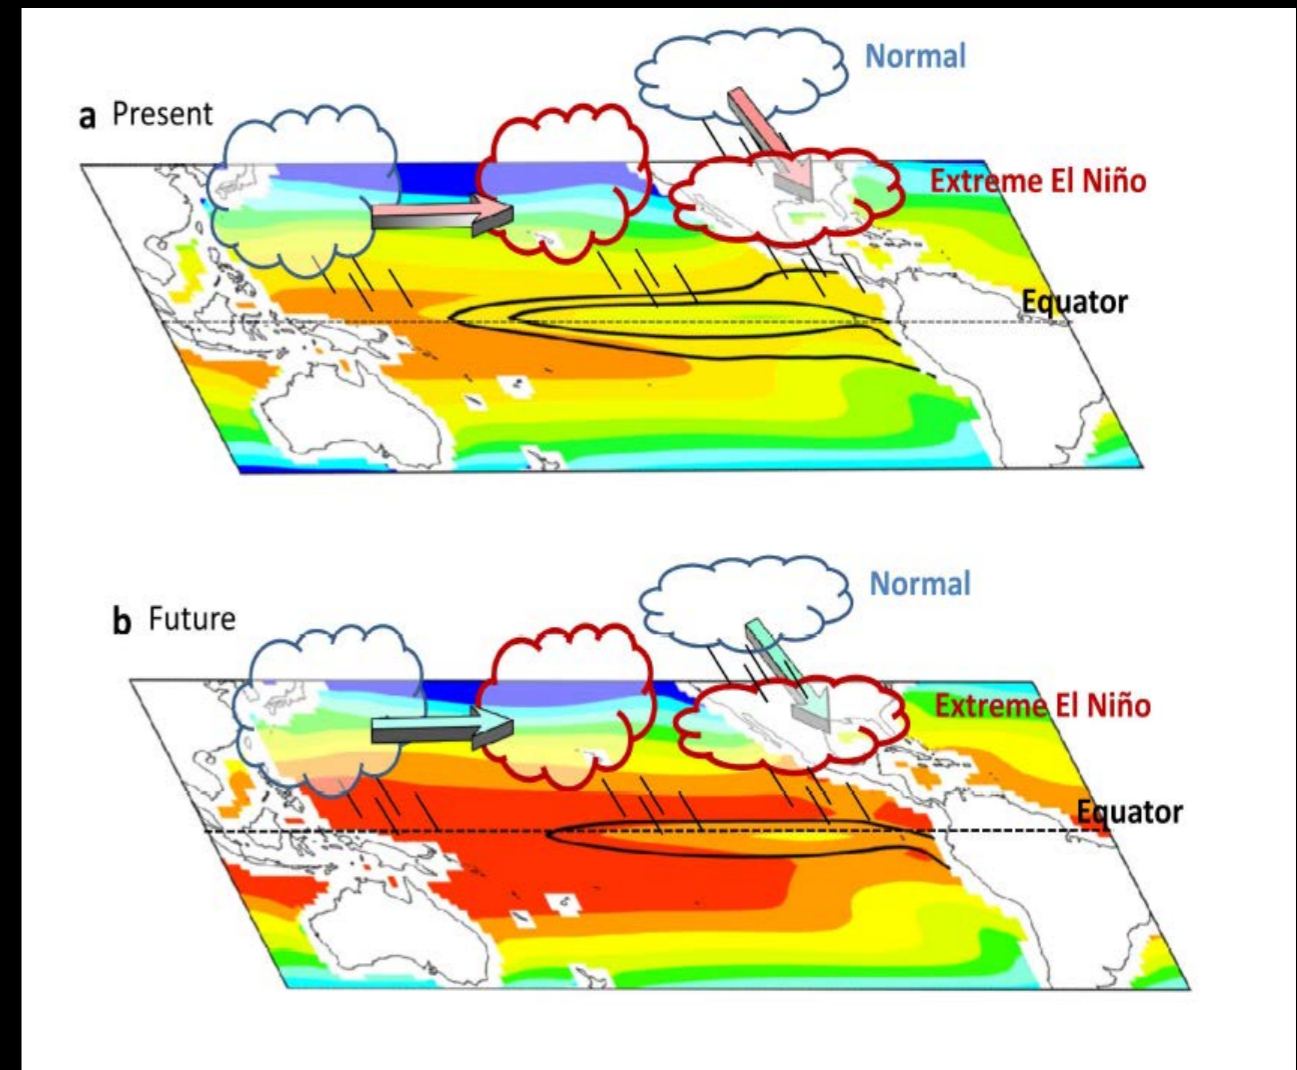 Normal
a Present
Extreme El Niño
Equator
Normal
b Future
Extreme El Niño
Equator